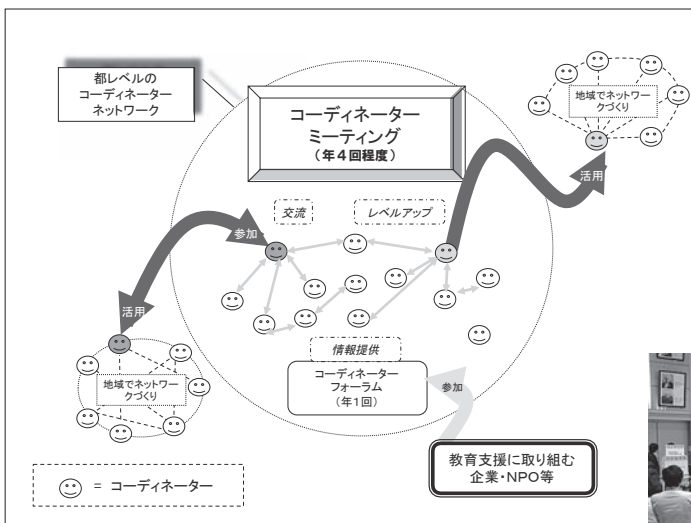 都レベルの
コーディネーター
ネットワーク
コーディネーター
ミーティング
（年４回程度）
地域でネットワー
クづくり
活用
交流
レベルアップ
参加
活用
地域でネットワー
クづくり
情報提供
コーディネーター
フォーラム
（年１回）
参加
教育支援に取り組む
企業・NPO等
= コーディネーター